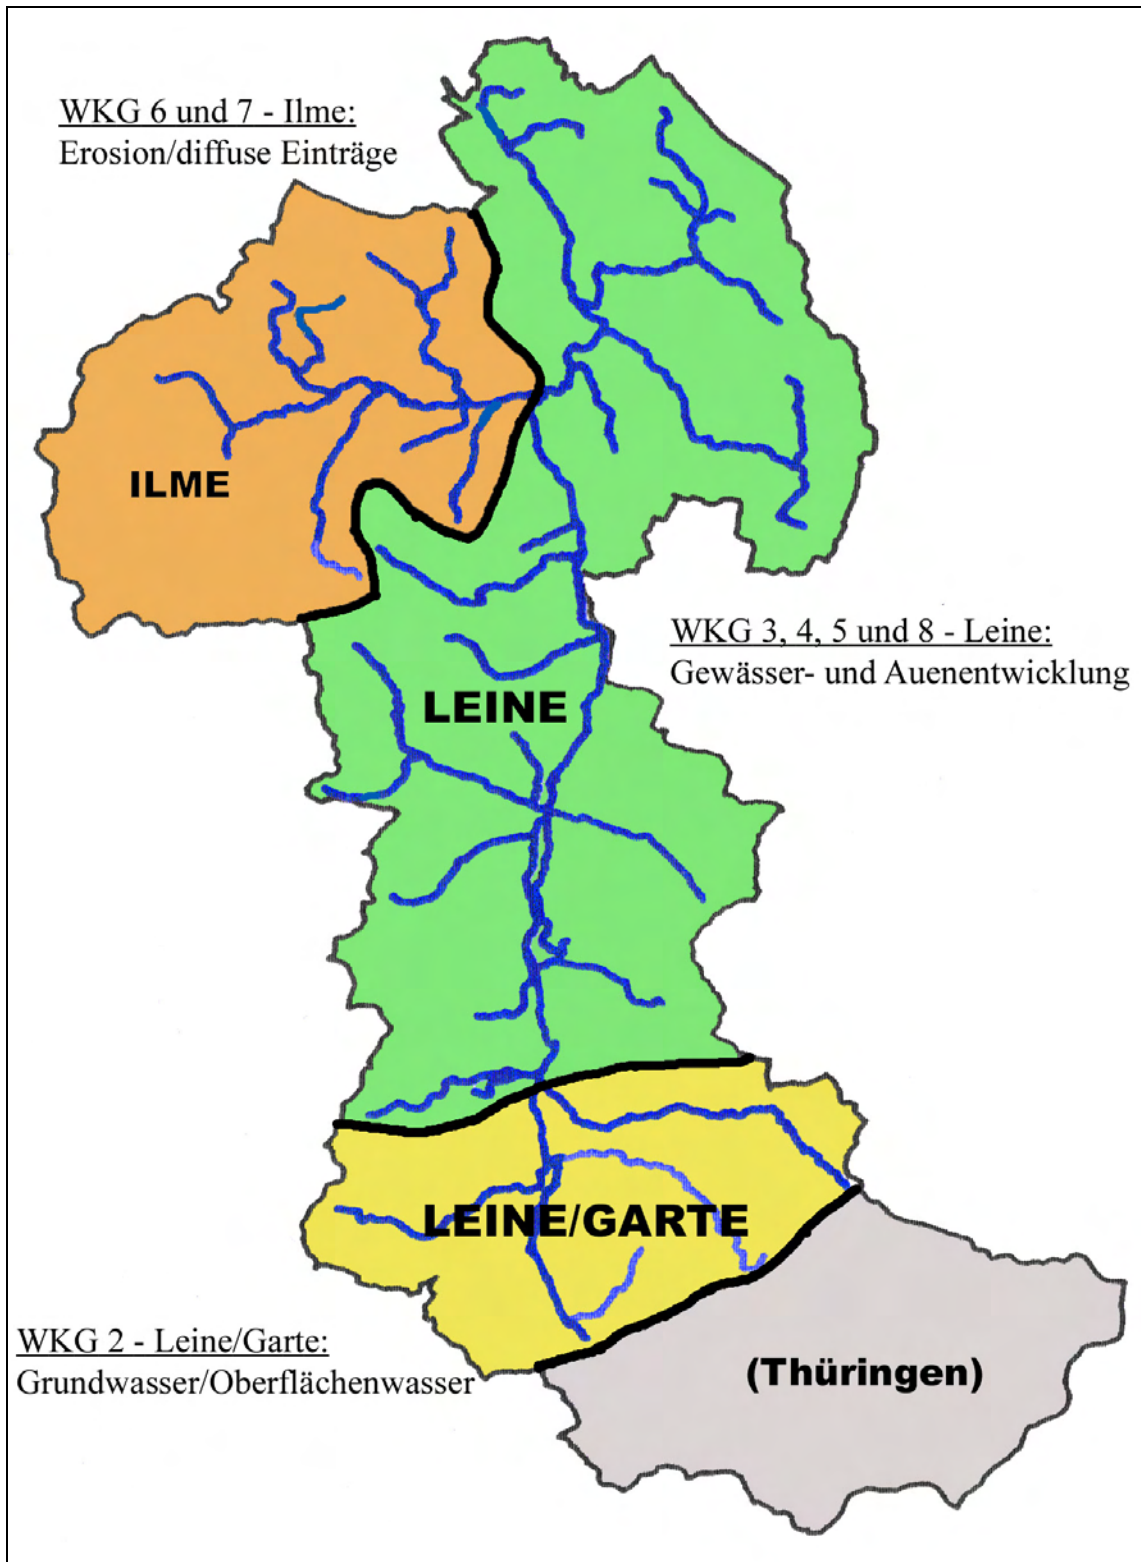 WKG 6 und 7 - Ilme:
Erosion/diffuse Einträge
ILME
WKG 3, 4, 5 und 8 - Leine:
Gewässer- und Auenentwicklung
LEINE
LEINE/GARTE
WKG 2 - Leine/Garte:
Grundwasser/Oberflächenwasser
(Thüringen)